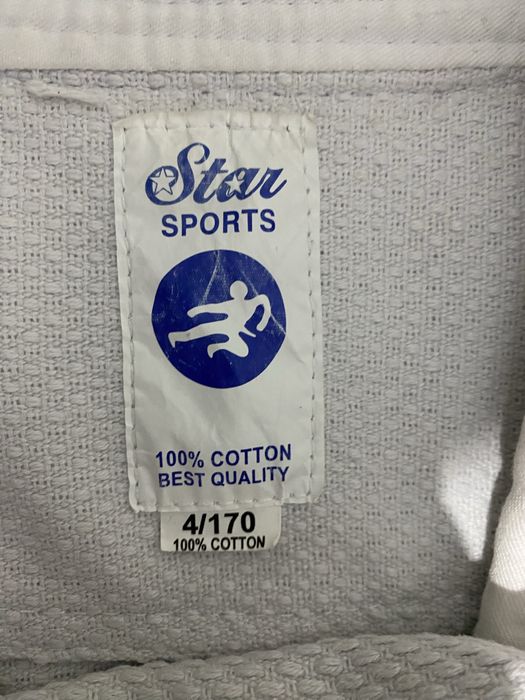 Star
SPORTS
100% COTTON
BEST QUALITY
4/170
100% COTTON